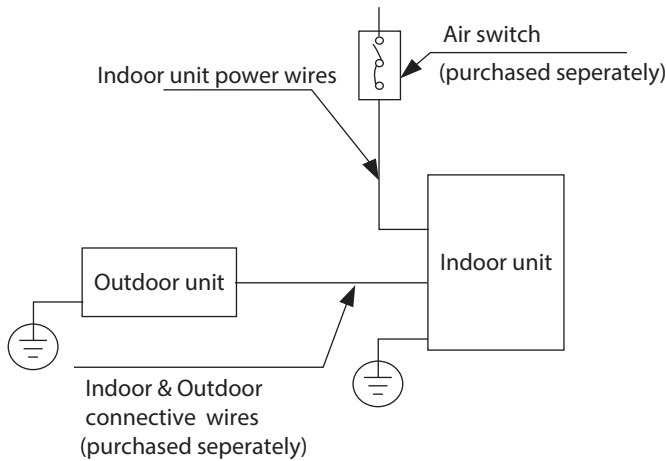 Air switch
(purchased seperately)
Indoor unit power wires
Outdoor unit
Indoor unit
Indoor & Outdoor
connective wires
(purchased seperately)